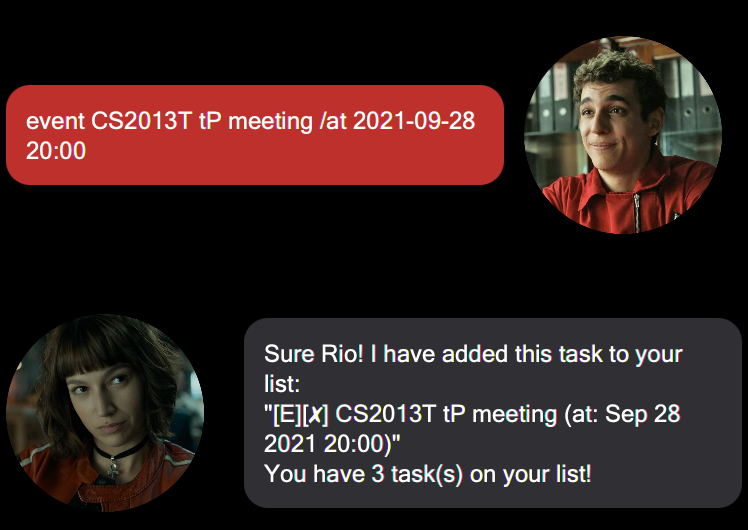 event CS2013T tP meeting /at 2021-09-28
20:00
Sure Rio! I have added this task to your
list:
"[E][✗] CS2013T tP meeting (at: Sep 28
2021 20:00)"
You have 3 task(s) on your list!